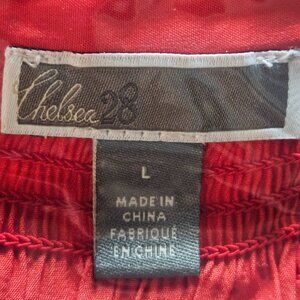 Chelsea28
L
MADE IN
CHINA
FABRIQUÉ
EN CHINE